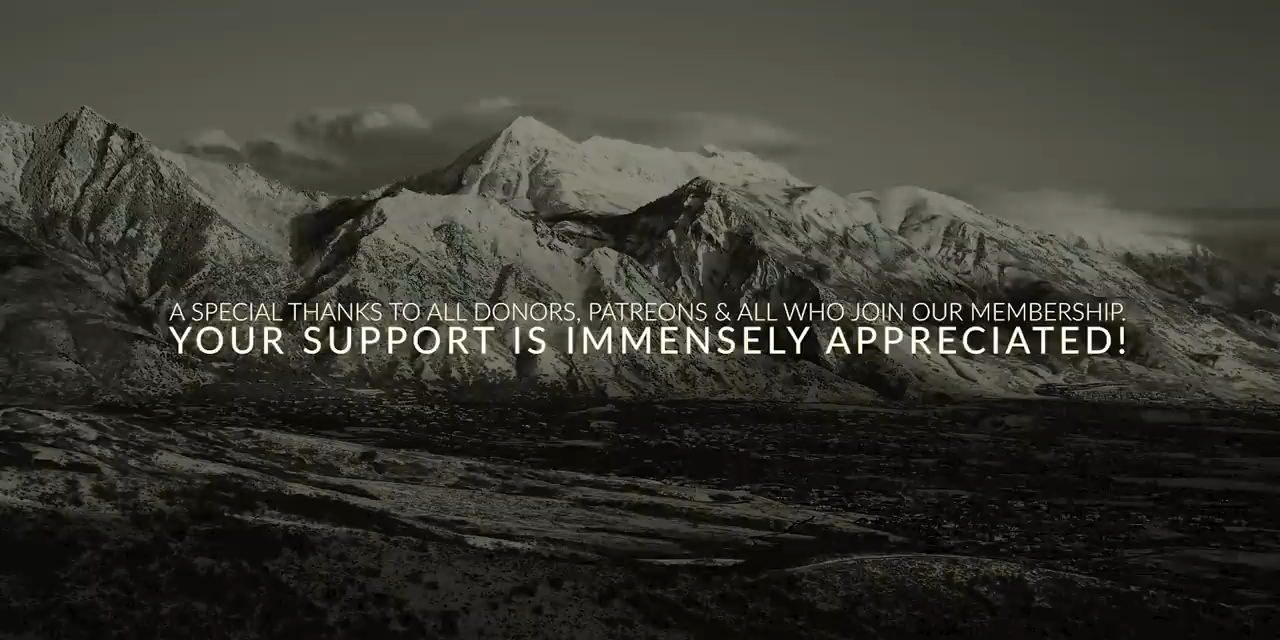 A SPECIAL THANKS TO ALL DONORS, PATREONS & ALL WHO JOIN OUR MEMBERSHIP.
YOUR SUPPORT IS IMMENSELY APPRECIATED!